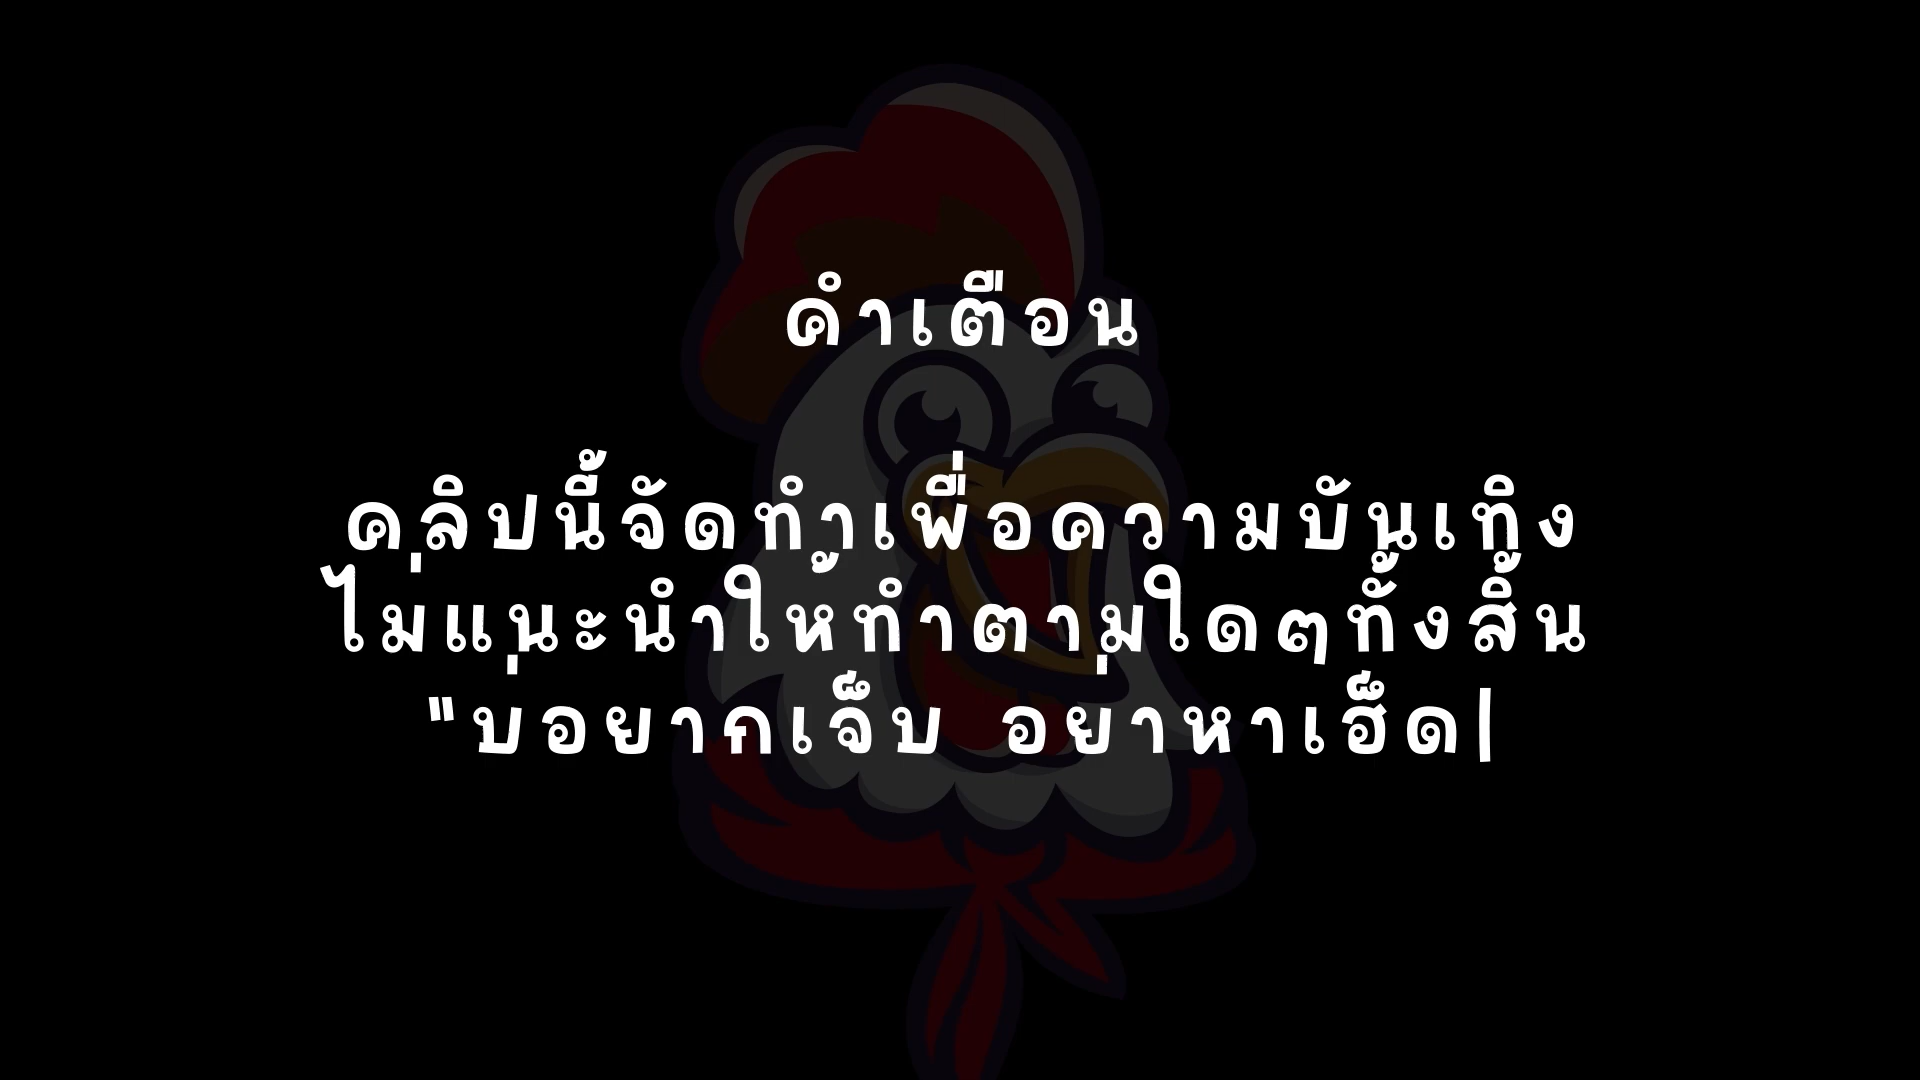 คำเตือน
คลิปนี้จัดทำเพื่อความบันเทิง
ไม่แนะนำให้ทำตามใดๆทั้งสิ้น
"บ่อยากเจ็บ อย่าหาเฮ็ด|